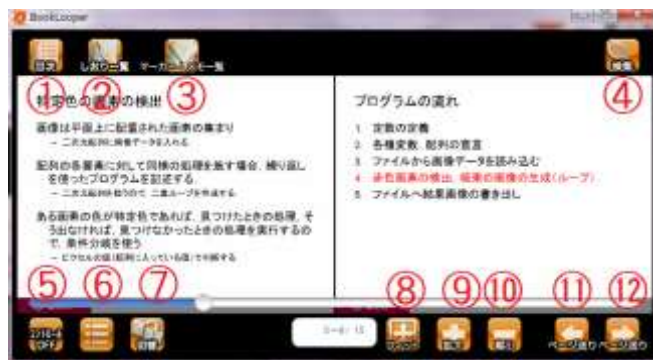 BookLooper
目次
しおり一覧
マーカー・メモ一覧
検索
① ② ③ ④
特定色の画素の検出
画像は平面上に配置された画素の集まり
– 二次元配列に画像データを入れる
配列の各要素に対して同様の処理を施す場合、繰り返し
を使ったプログラムを記述する.
– 二次元配列を扱うので 二重ループを作成する
ある画素の色が特定色であれば、見つけたときの処理、そ
うでなければ、見つけなかったときの処理を実行するの
で、条件分岐を使う
– ピクセルの値(配列に入っている値)で判断する
プログラムの流れ
1. 定数の定義
2. 各種変数、配列の宣言
3. ファイルから画像データを読み込む
4. 赤色画素の検出、結果の画像の生成(ループ)
5. ファイルへ結果画像の書き出し
⑤ ⑥ ⑦ ⑧ ⑨ ⑩ ⑪ ⑫
OFF
切替
拡大
縮小
ページ送り
ページ送り